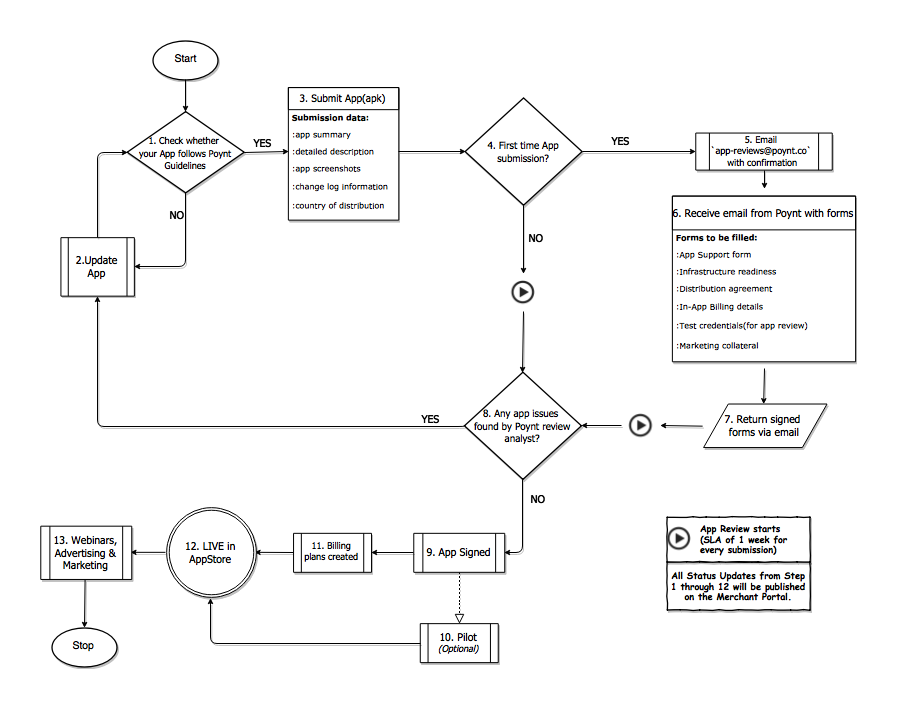 Start
1. Check whether
your App follows Poynt
Guidelines
YES
NO
2.Update
App
3. Submit App(apk)
Submission data:
:app summary
:detailed description
:app screenshots
:change log information
:country of distribution
4. First time App
submission?
YES
NO
5. Email
`app-reviews@poynt.co`
with confirmation
6. Receive email from Poynt with forms
Forms to be filled:
:App Support form
:Infrastructure readiness
:Distribution agreement
:In-App Billing details
:Test credentials(for app review)
:Marketing collateral
7. Return signed
forms via email
8. Any app issues
found by Poynt review
analyst?
YES
NO
9. App Signed
10. Pilot
(Optional)
11. Billing
plans created
12. LIVE in
AppStore
13. Webinars,
Advertising &
Marketing
Stop
App Review starts
(SLA of 1 week for
every submission)
All Status Updates from Step
1 through 12 will be published
on the Merchant Portal.